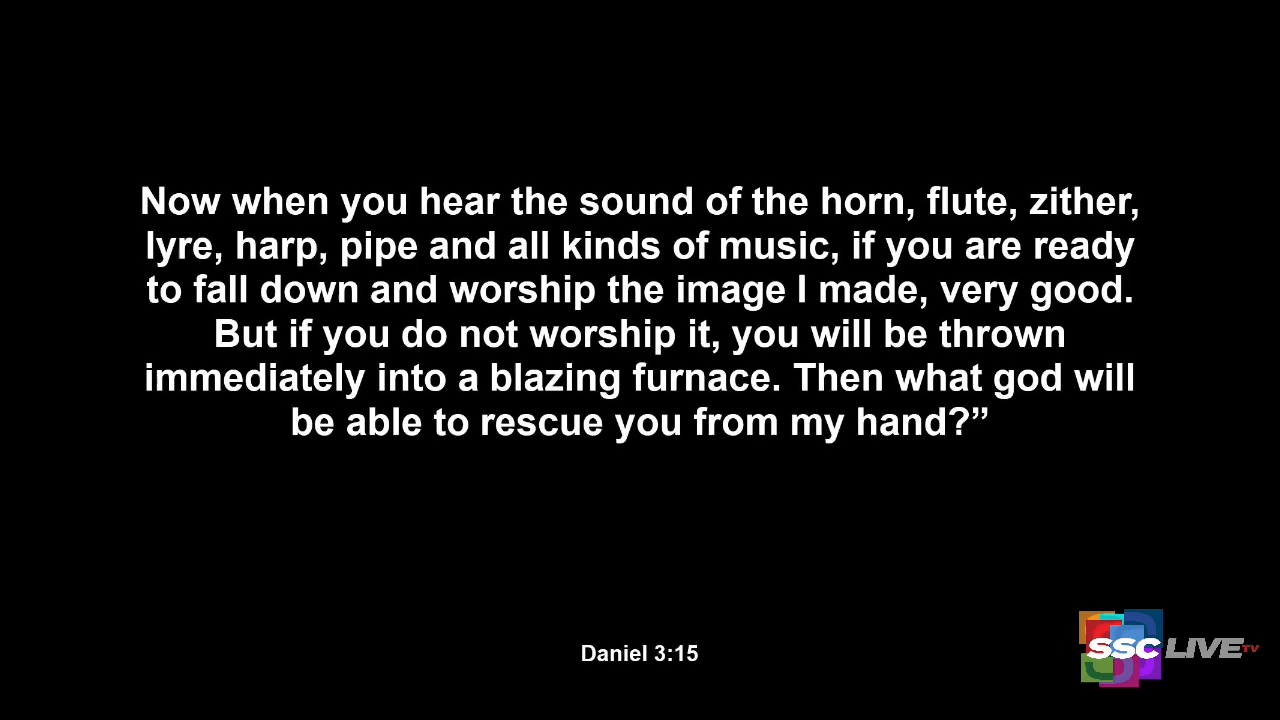 Now when you hear the sound of the horn, flute, zither,
lyre, harp, pipe and all kinds of music, if you are ready
to fall down and worship the image I made, very good.
But if you do not worship it, you will be thrown
immediately into a blazing furnace. Then what god will
be able to rescue you from my hand?”
Daniel 3:15
SSC LIVE TV